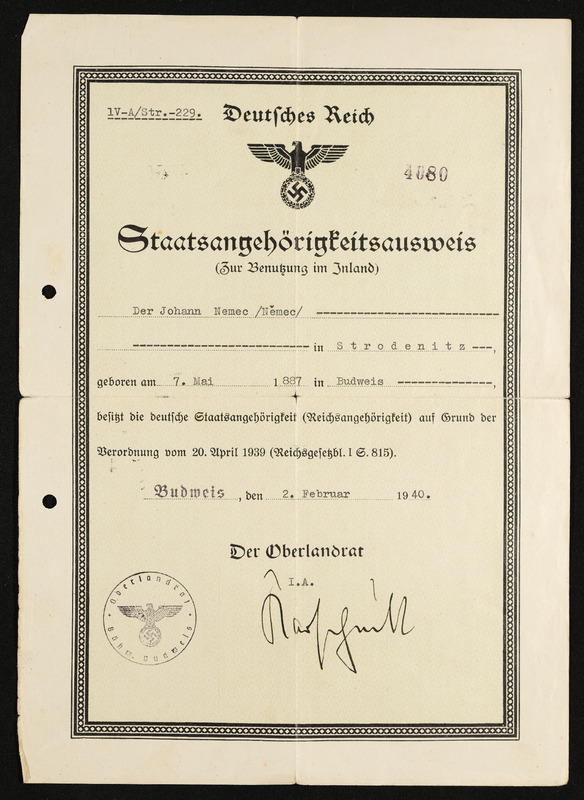 IV-A/Str.-229.
Deutsches Reich
4080
Staatsangehörigkeitsausweis
(Zur Benutzung im Inland)
Der Johann Nemec /Němec/ ----------------------------
--------------------------- in Strodenitz ---,
geboren am 7. Mai 1887 in Budweis ---------------,
besitzt die deutsche Staatsangehörigkeit (Reichsangehörigkeit) auf Grund der
Verordnung vom 20. April 1939 (Reichsgesetzbl. I S. 815).
Budweis, den 2. Februar 1940.
Der Oberlandrat
I.A.
Oberlandrat
Böhm. Budweis